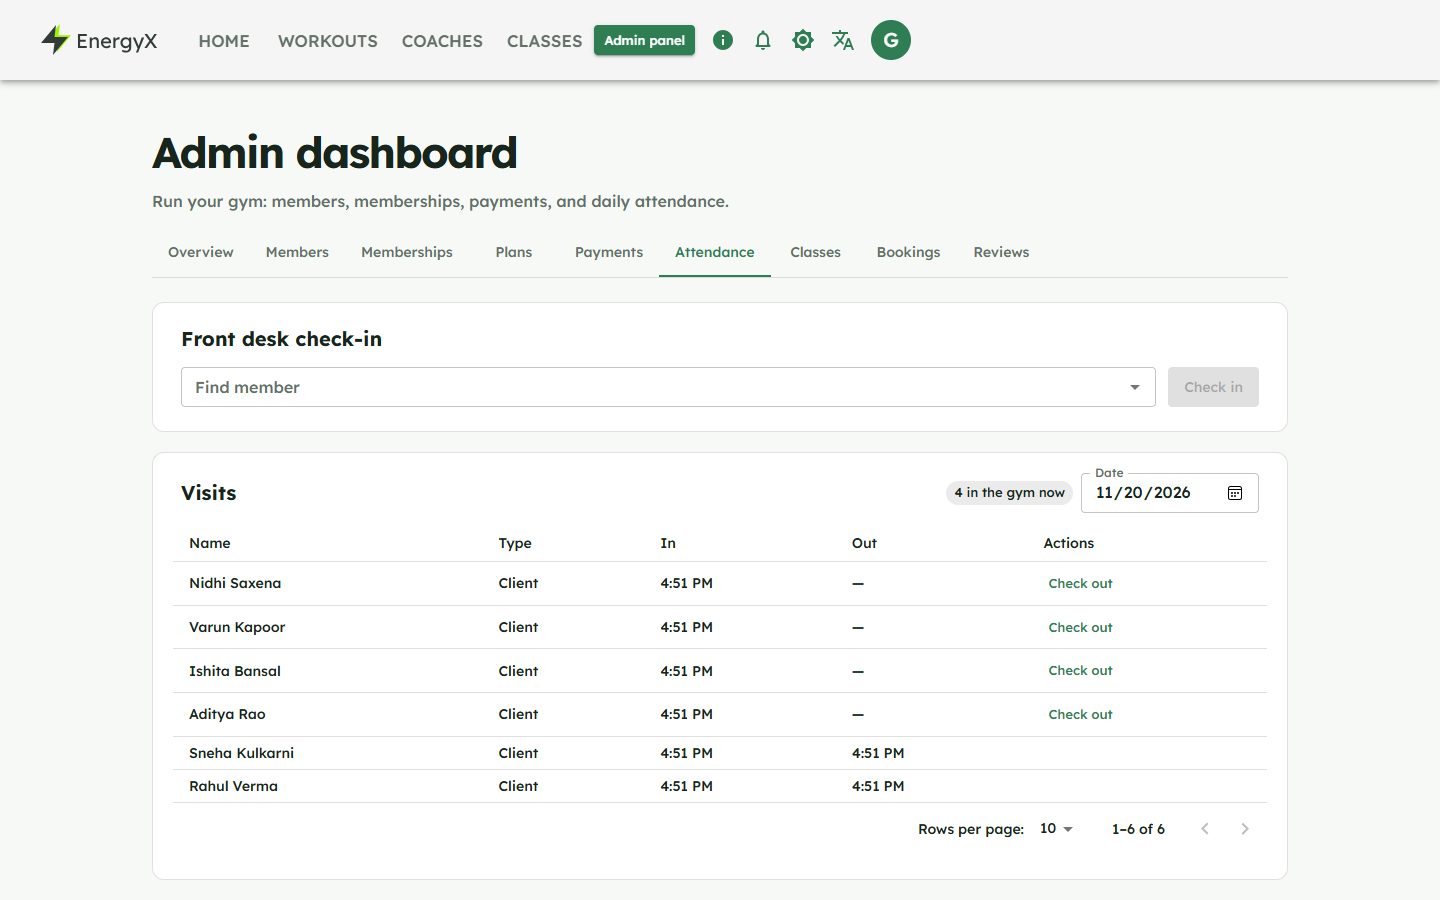 EnergyX HOME WORKOUTS COACHES CLASSES Admin panel G
Admin dashboard
Run your gym: members, memberships, payments, and daily attendance.
Overview Members Memberships Plans Payments Attendance Classes Bookings Reviews
Front desk check-in
Find member Check in
Visits 4 in the gym now Date 11/20/2026
Name Type In Out Actions
Nidhi Saxena Client 4:51 PM — Check out
Varun Kapoor Client 4:51 PM — Check out
Ishita Bansal Client 4:51 PM — Check out
Aditya Rao Client 4:51 PM — Check out
Sneha Kulkarni Client 4:51 PM 4:51 PM
Rahul Verma Client 4:51 PM 4:51 PM
Rows per page: 10 1–6 of 6